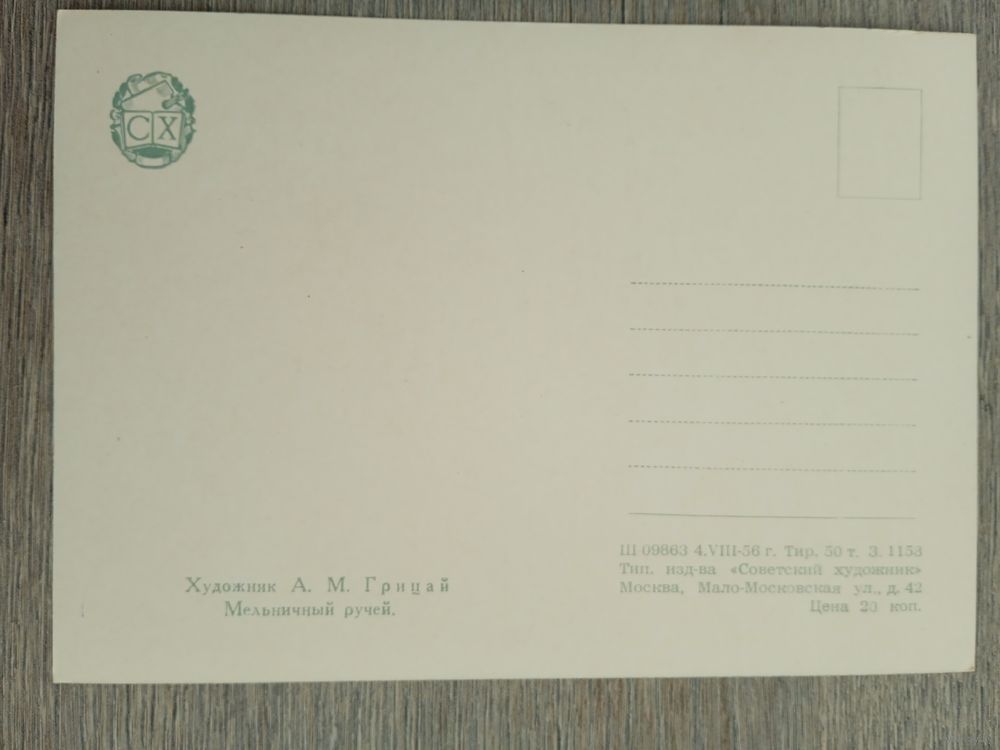 СХ
Художник А. М. Грицай
Мельничный ручей.
Ш 09863 4.VIII-56 г. Тир. 50 т. З. 1153
Тип. изд-ва «Советский художник»
Москва, Мало-Московская ул., д. 42
Цена 20 коп.